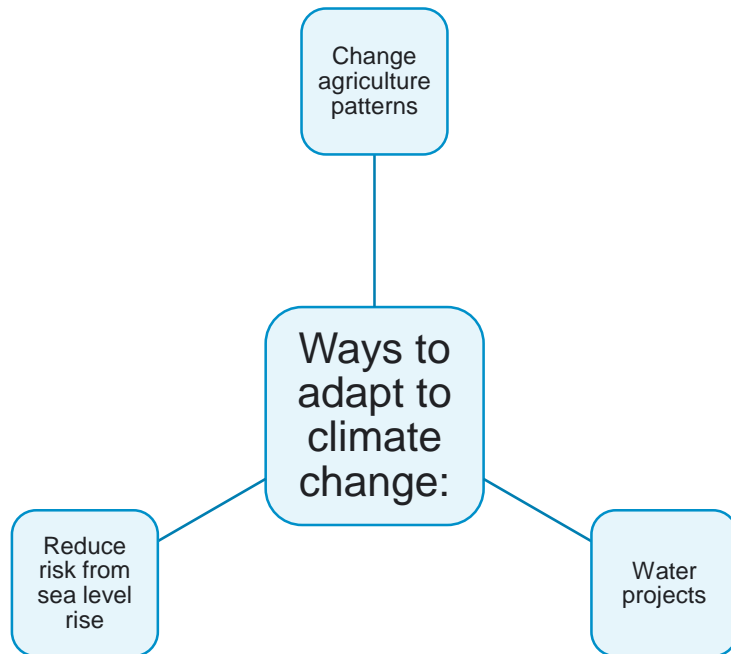 Change
agriculture
patterns
Ways to
adapt to
climate
change:
Reduce
risk from
sea level
rise
Water
projects